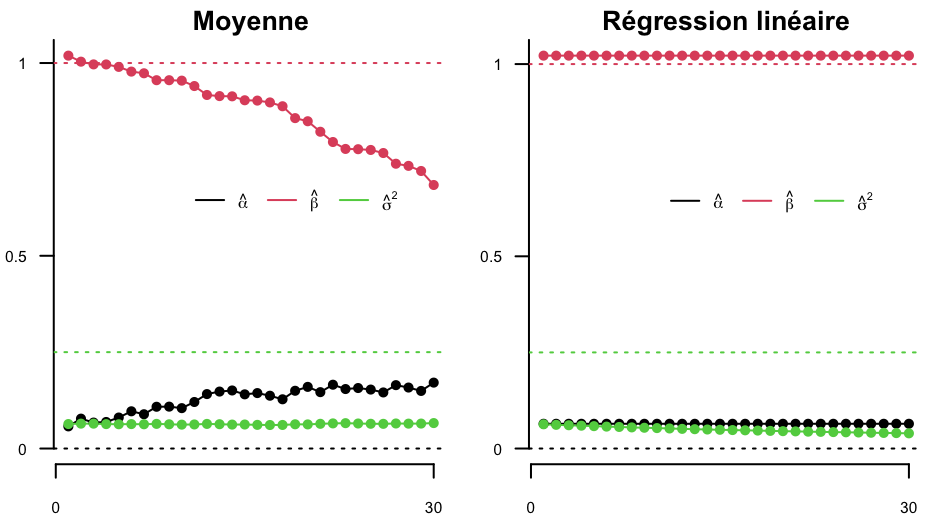 Moyenne
1
0.5
0
0 30
α̂ β̂ σ̂²
Régression linéaire
1
0.5
0
0 30
α̂ β̂ σ̂²